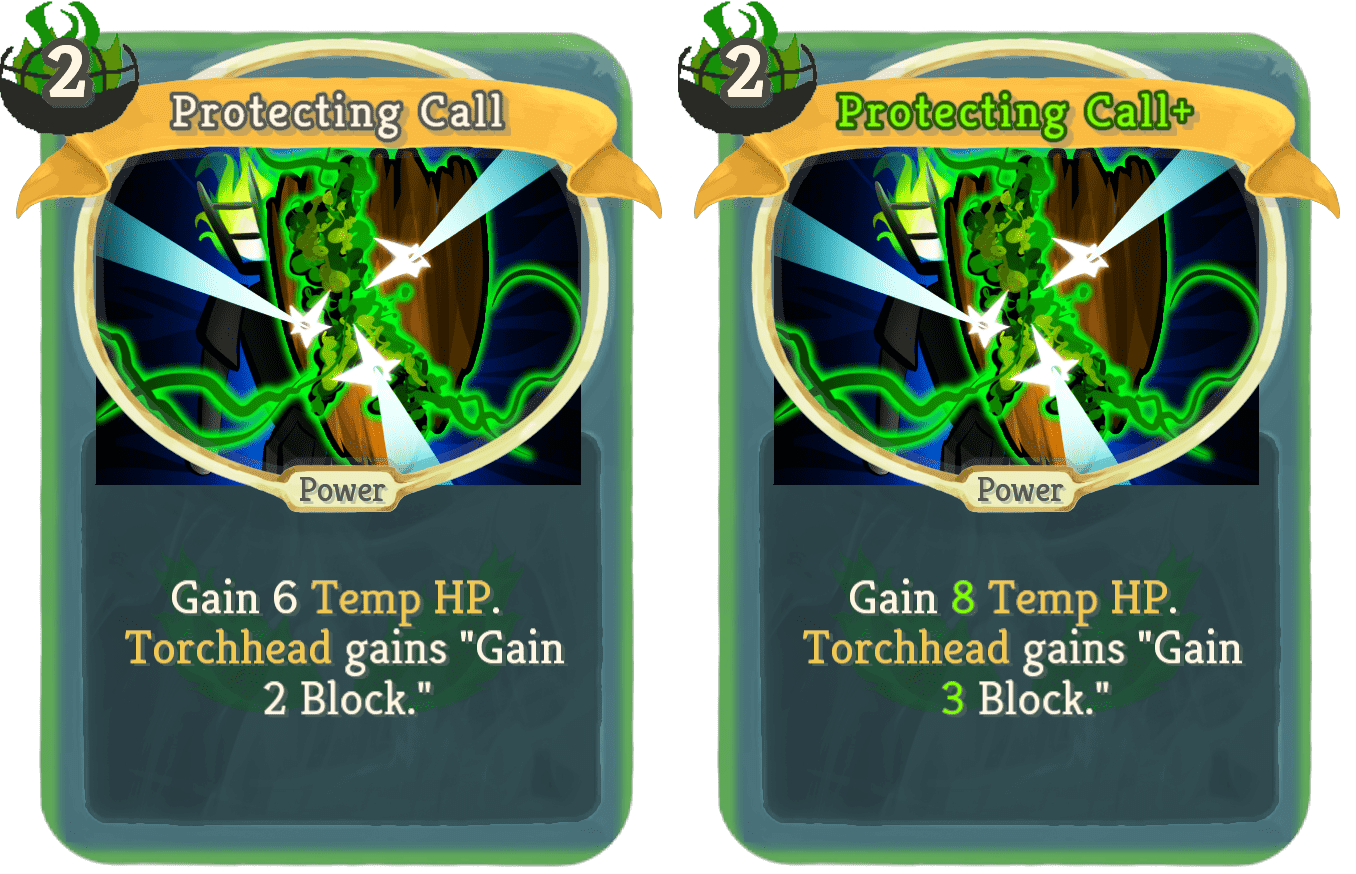 2
Protecting Call
Power
Gain 6 Temp HP.
Torchhead gains "Gain
2 Block."
2
Protecting Call+
Power
Gain 8 Temp HP.
Torchhead gains "Gain
3 Block."